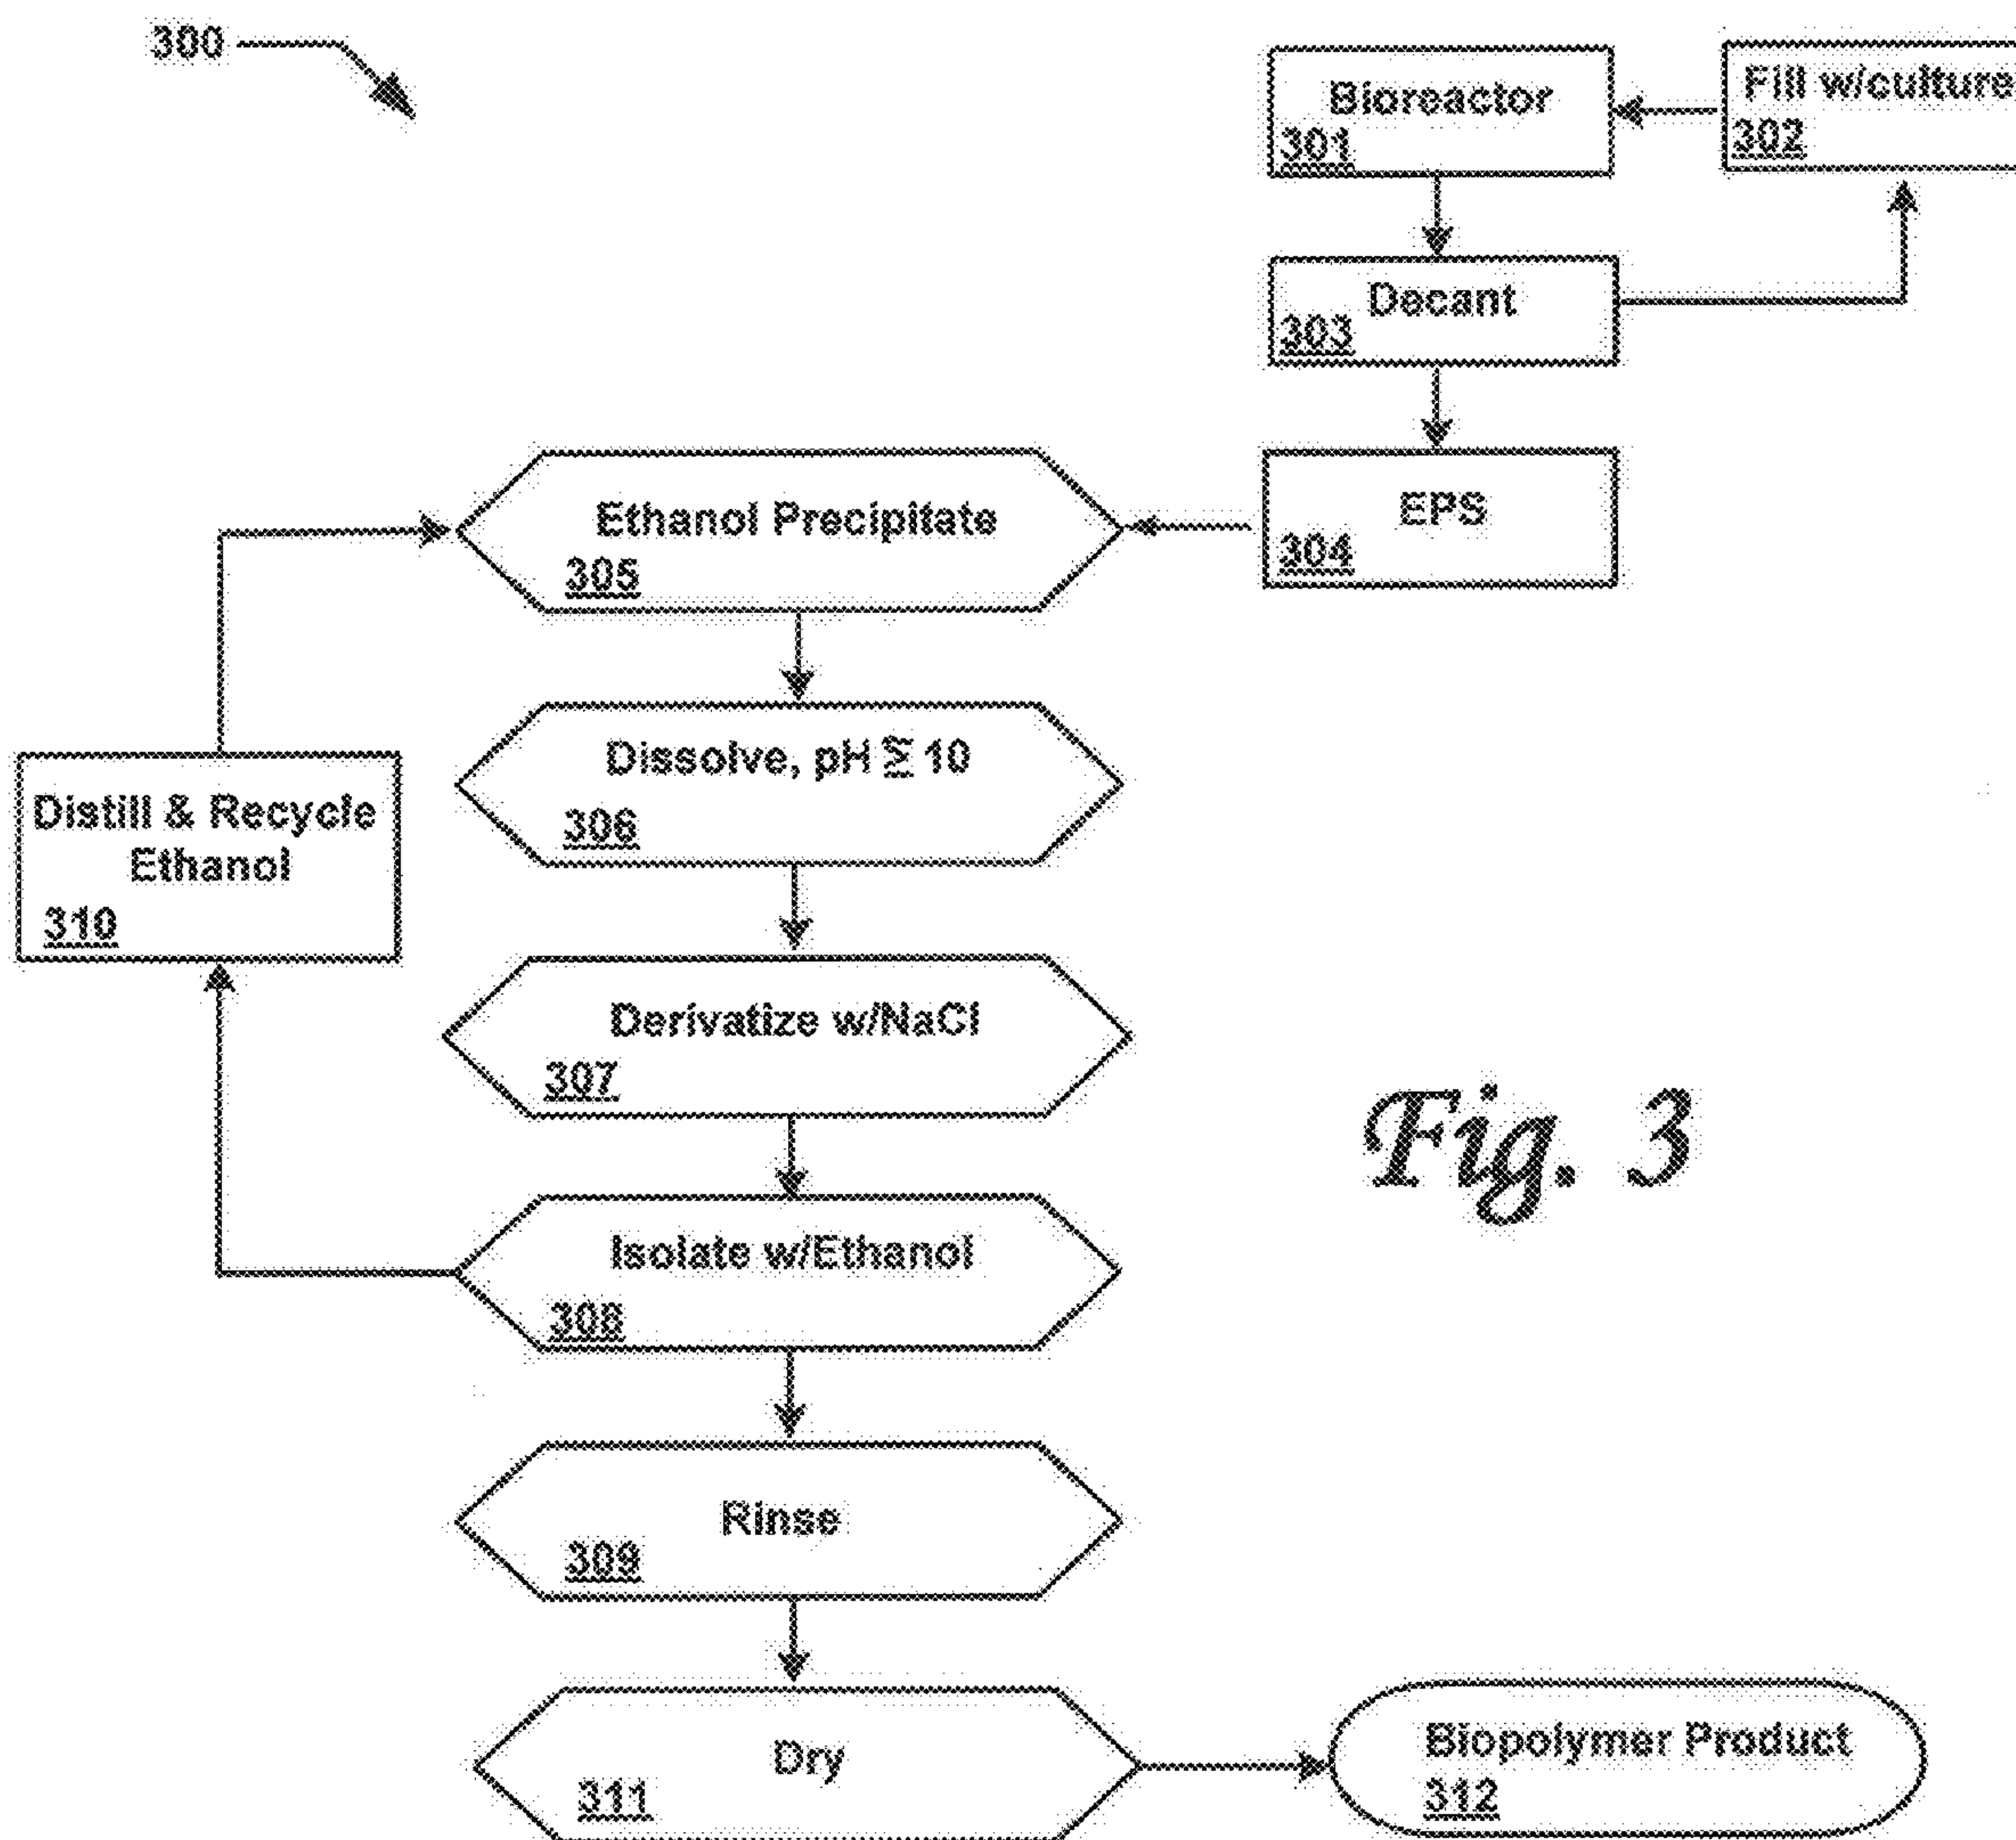 300
Bioreactor
301
Fill w/culture
302
Decant
303
EPS
304
Ethanol Precipitate
305
Dissolve, pH 10
306
Distill & Recycle
Ethanol
310
Derivatize w/NaCl
307
Isolate w/Ethanol
308
Rinse
309
Dry
311
Biopolymer Product
312
Fig. 3